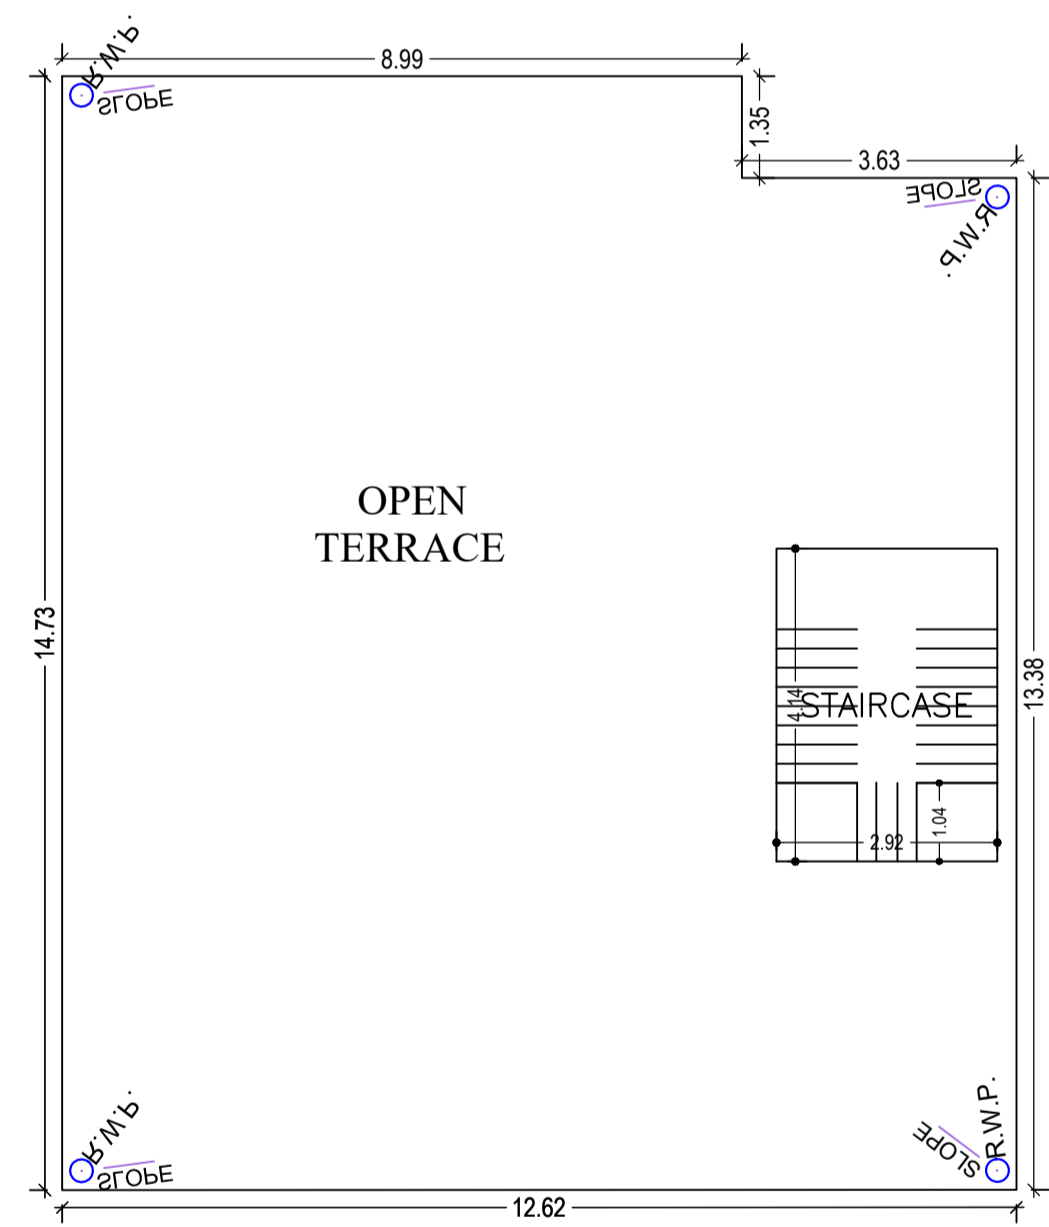 R.W.P.
8.99
SLOPE
1.35
3.63
SLOPE
R.W.P.
OPEN
TERRACE
14.73
13.38
4.14
STAIRCASE
1.04
2.92
R.W.P.
SLOPE
R.W.P.
SLOPE
12.62